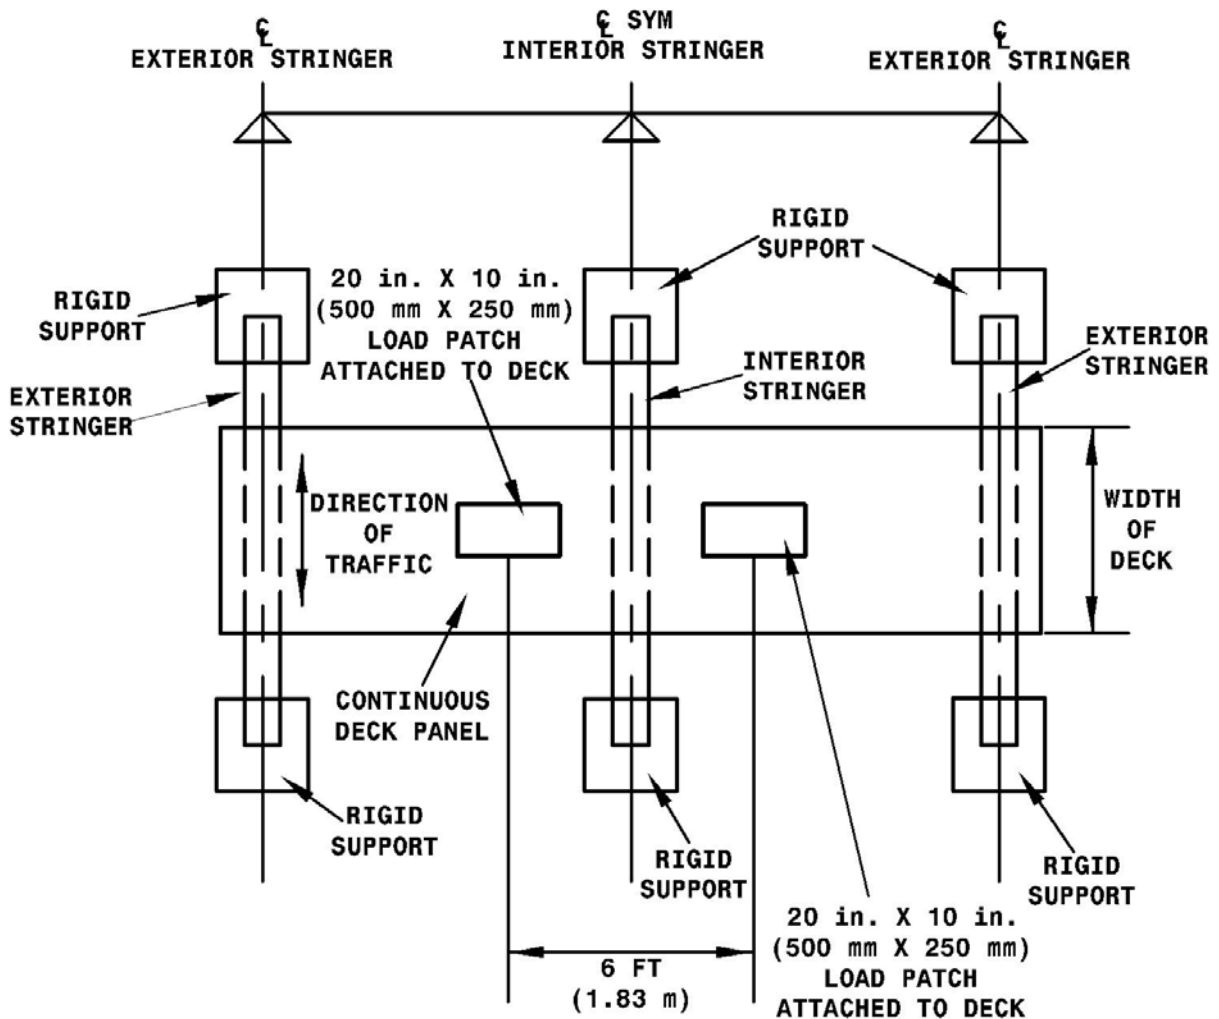 ℄
EXTERIOR STRINGER
℄ SYM
INTERIOR STRINGER
℄
EXTERIOR STRINGER
RIGID
SUPPORT
20 in. X 10 in.
(500 mm X 250 mm)
LOAD PATCH
ATTACHED TO DECK
RIGID
SUPPORT
EXTERIOR
STRINGER
INTERIOR
STRINGER
EXTERIOR
STRINGER
DIRECTION
OF
TRAFFIC
WIDTH
OF
DECK
CONTINUOUS
DECK PANEL
RIGID
SUPPORT
RIGID
SUPPORT
RIGID
SUPPORT
20 in. X 10 in.
(500 mm X 250 mm)
LOAD PATCH
ATTACHED TO DECK
6 FT
(1.83 m)